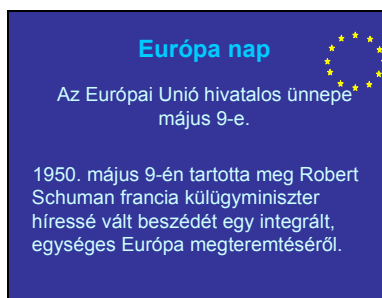 Európa nap
Az Európai Unió hivatalos ünnepe
május 9-e.
1950. május 9-én tartotta meg Robert
Schuman francia külügyminiszter
híressé vált beszédét egy integrált,
egységes Európa megteremtéséről.